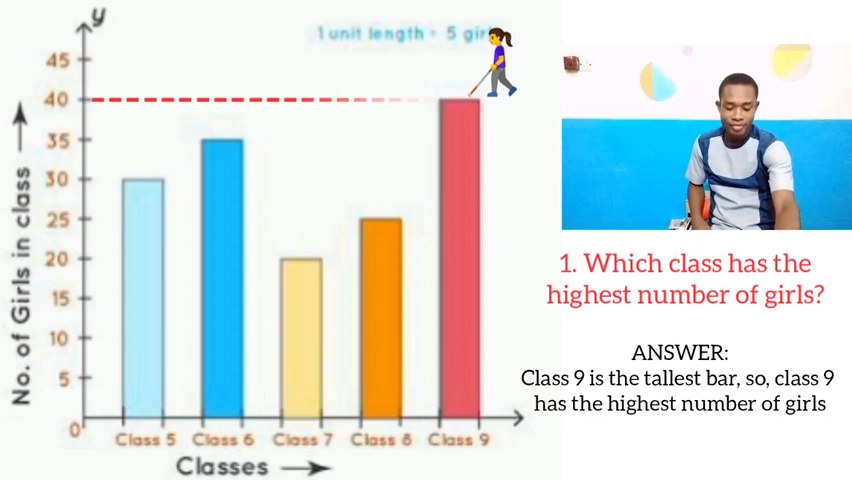 y
1 unit length - 5 girl
45
40
35
30
25
20
15
10
5
0
No. of Girls in class
Class 5
Class 6
Class 7
Class 8
Class 9
Classes
1. Which class has the
highest number of girls?
ANSWER:
Class 9 is the tallest bar, so, class 9
has the highest number of girls